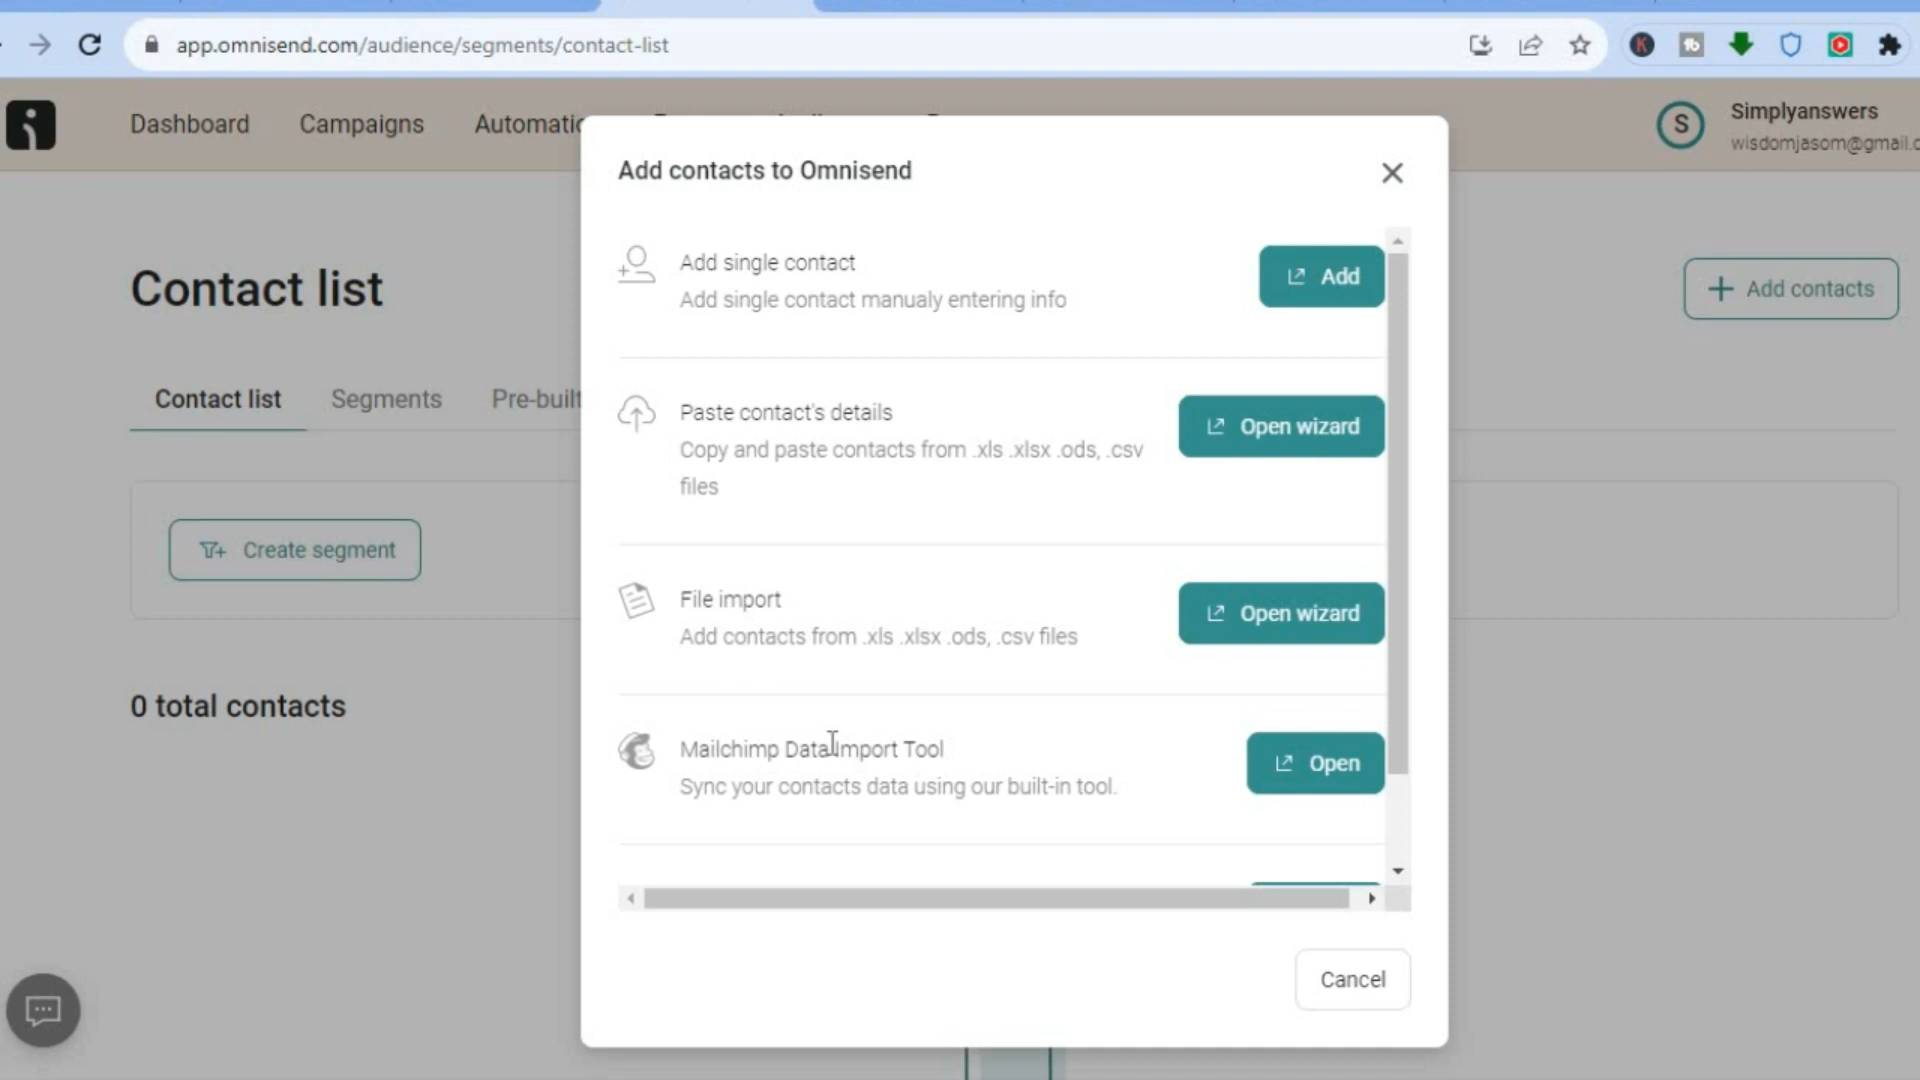 app.omnisend.com/audience/segments/contact-list
Dashboard
Campaigns
Simplyanswers
wisdomjasom@gmail.c
S
Add contacts to Omnisend
Contact list
Add contacts
Contact list
Segments
Pre-built
Create segment
0 total contacts
Add single contact
Add single contact manualy entering info
Add
Paste contact's details
Copy and paste contacts from .xls .xlsx .ods, .csv
files
Open wizard
File import
Add contacts from .xls .xlsx .ods, .csv files
Open wizard
Mailchimp Data Import Tool
Sync your contacts data using our built-in tool.
Open
Cancel